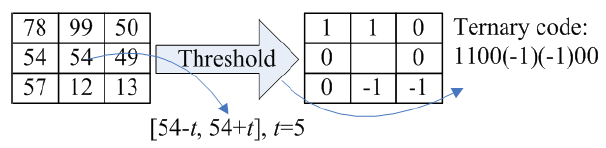 78 99 50
54 54 49
57 12 13
Threshold
1 1 0
0 0
0 -1 -1
Ternary code:
1100(-1)(-1)00
[54-t, 54+t], t=5